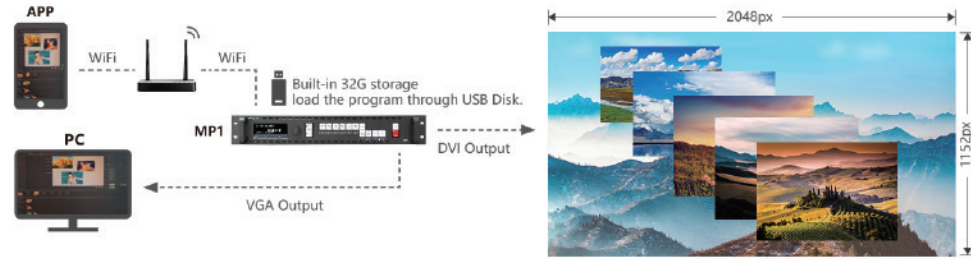 APP
2048px
WiFi
WiFi
Built-in 32G storage
load the program through USB Disk.
MP1
DVI Output
1152px
PC
VGA Output